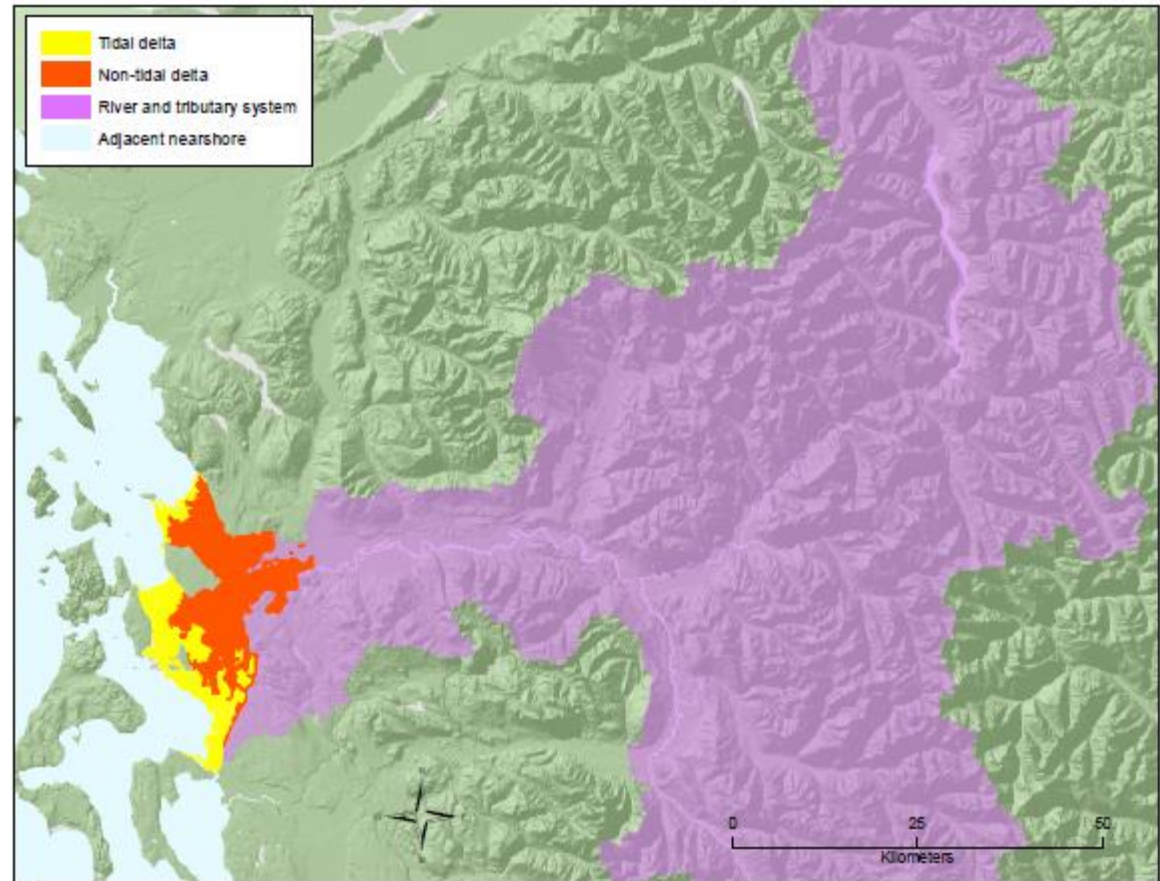 Tidal delta
Non-tidal delta
River and tributary system
Adjacent nearshore
0 25 50
Kilometers